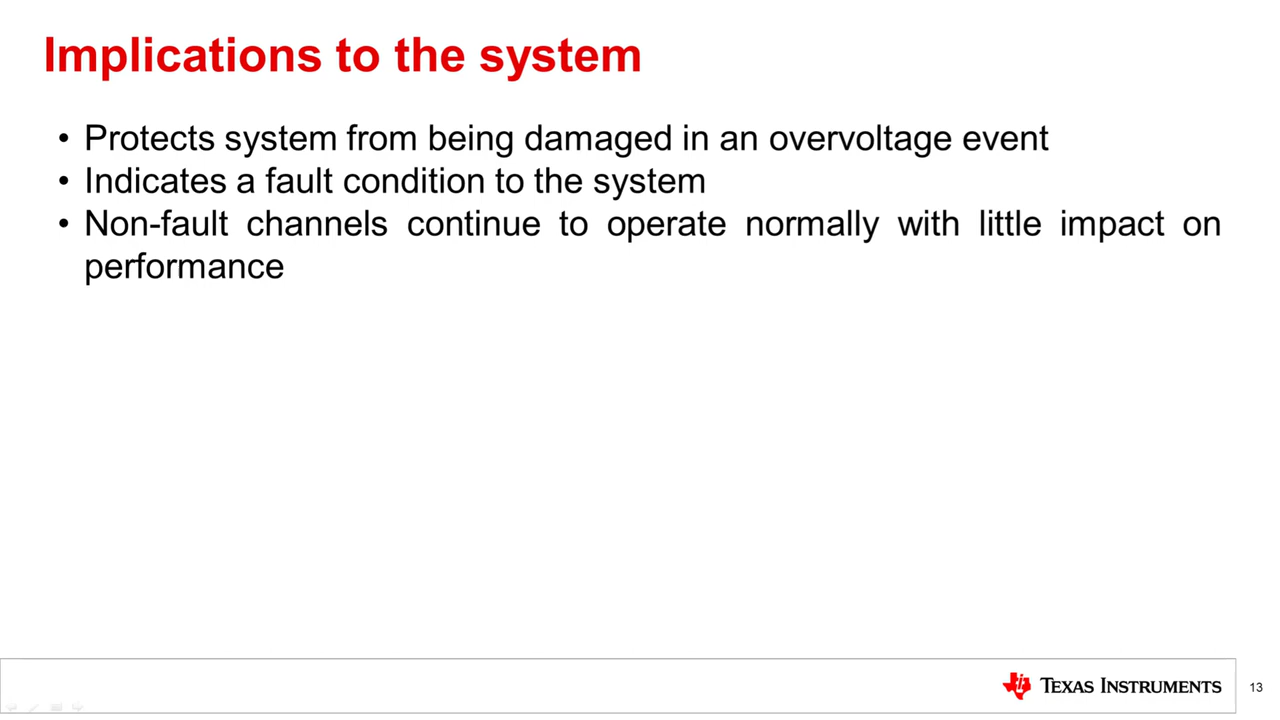 Implications to the system
• Protects system from being damaged in an overvoltage event
• Indicates a fault condition to the system
• Non-fault channels continue to operate normally with little impact on
performance
TEXAS INSTRUMENTS
13